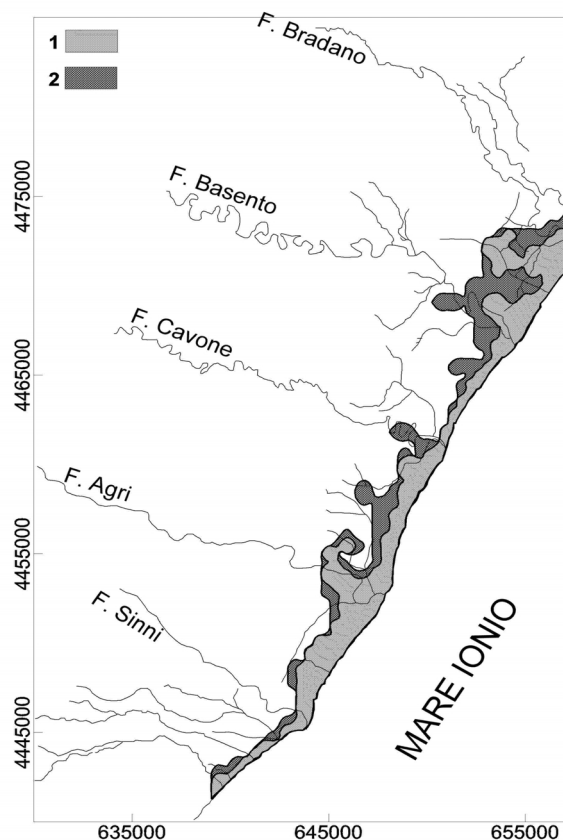 1
2
F. Bradano
F. Basento
F. Cavone
F. Agri
F. Sinni
MARE IONIO
4475000
4465000
4455000
4445000
635000
645000
655000